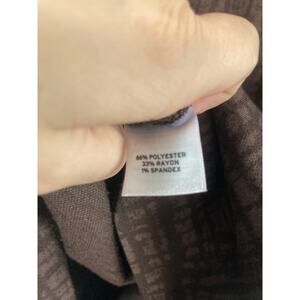 66% POLYESTER
33% RAYON
1% SPANDEX